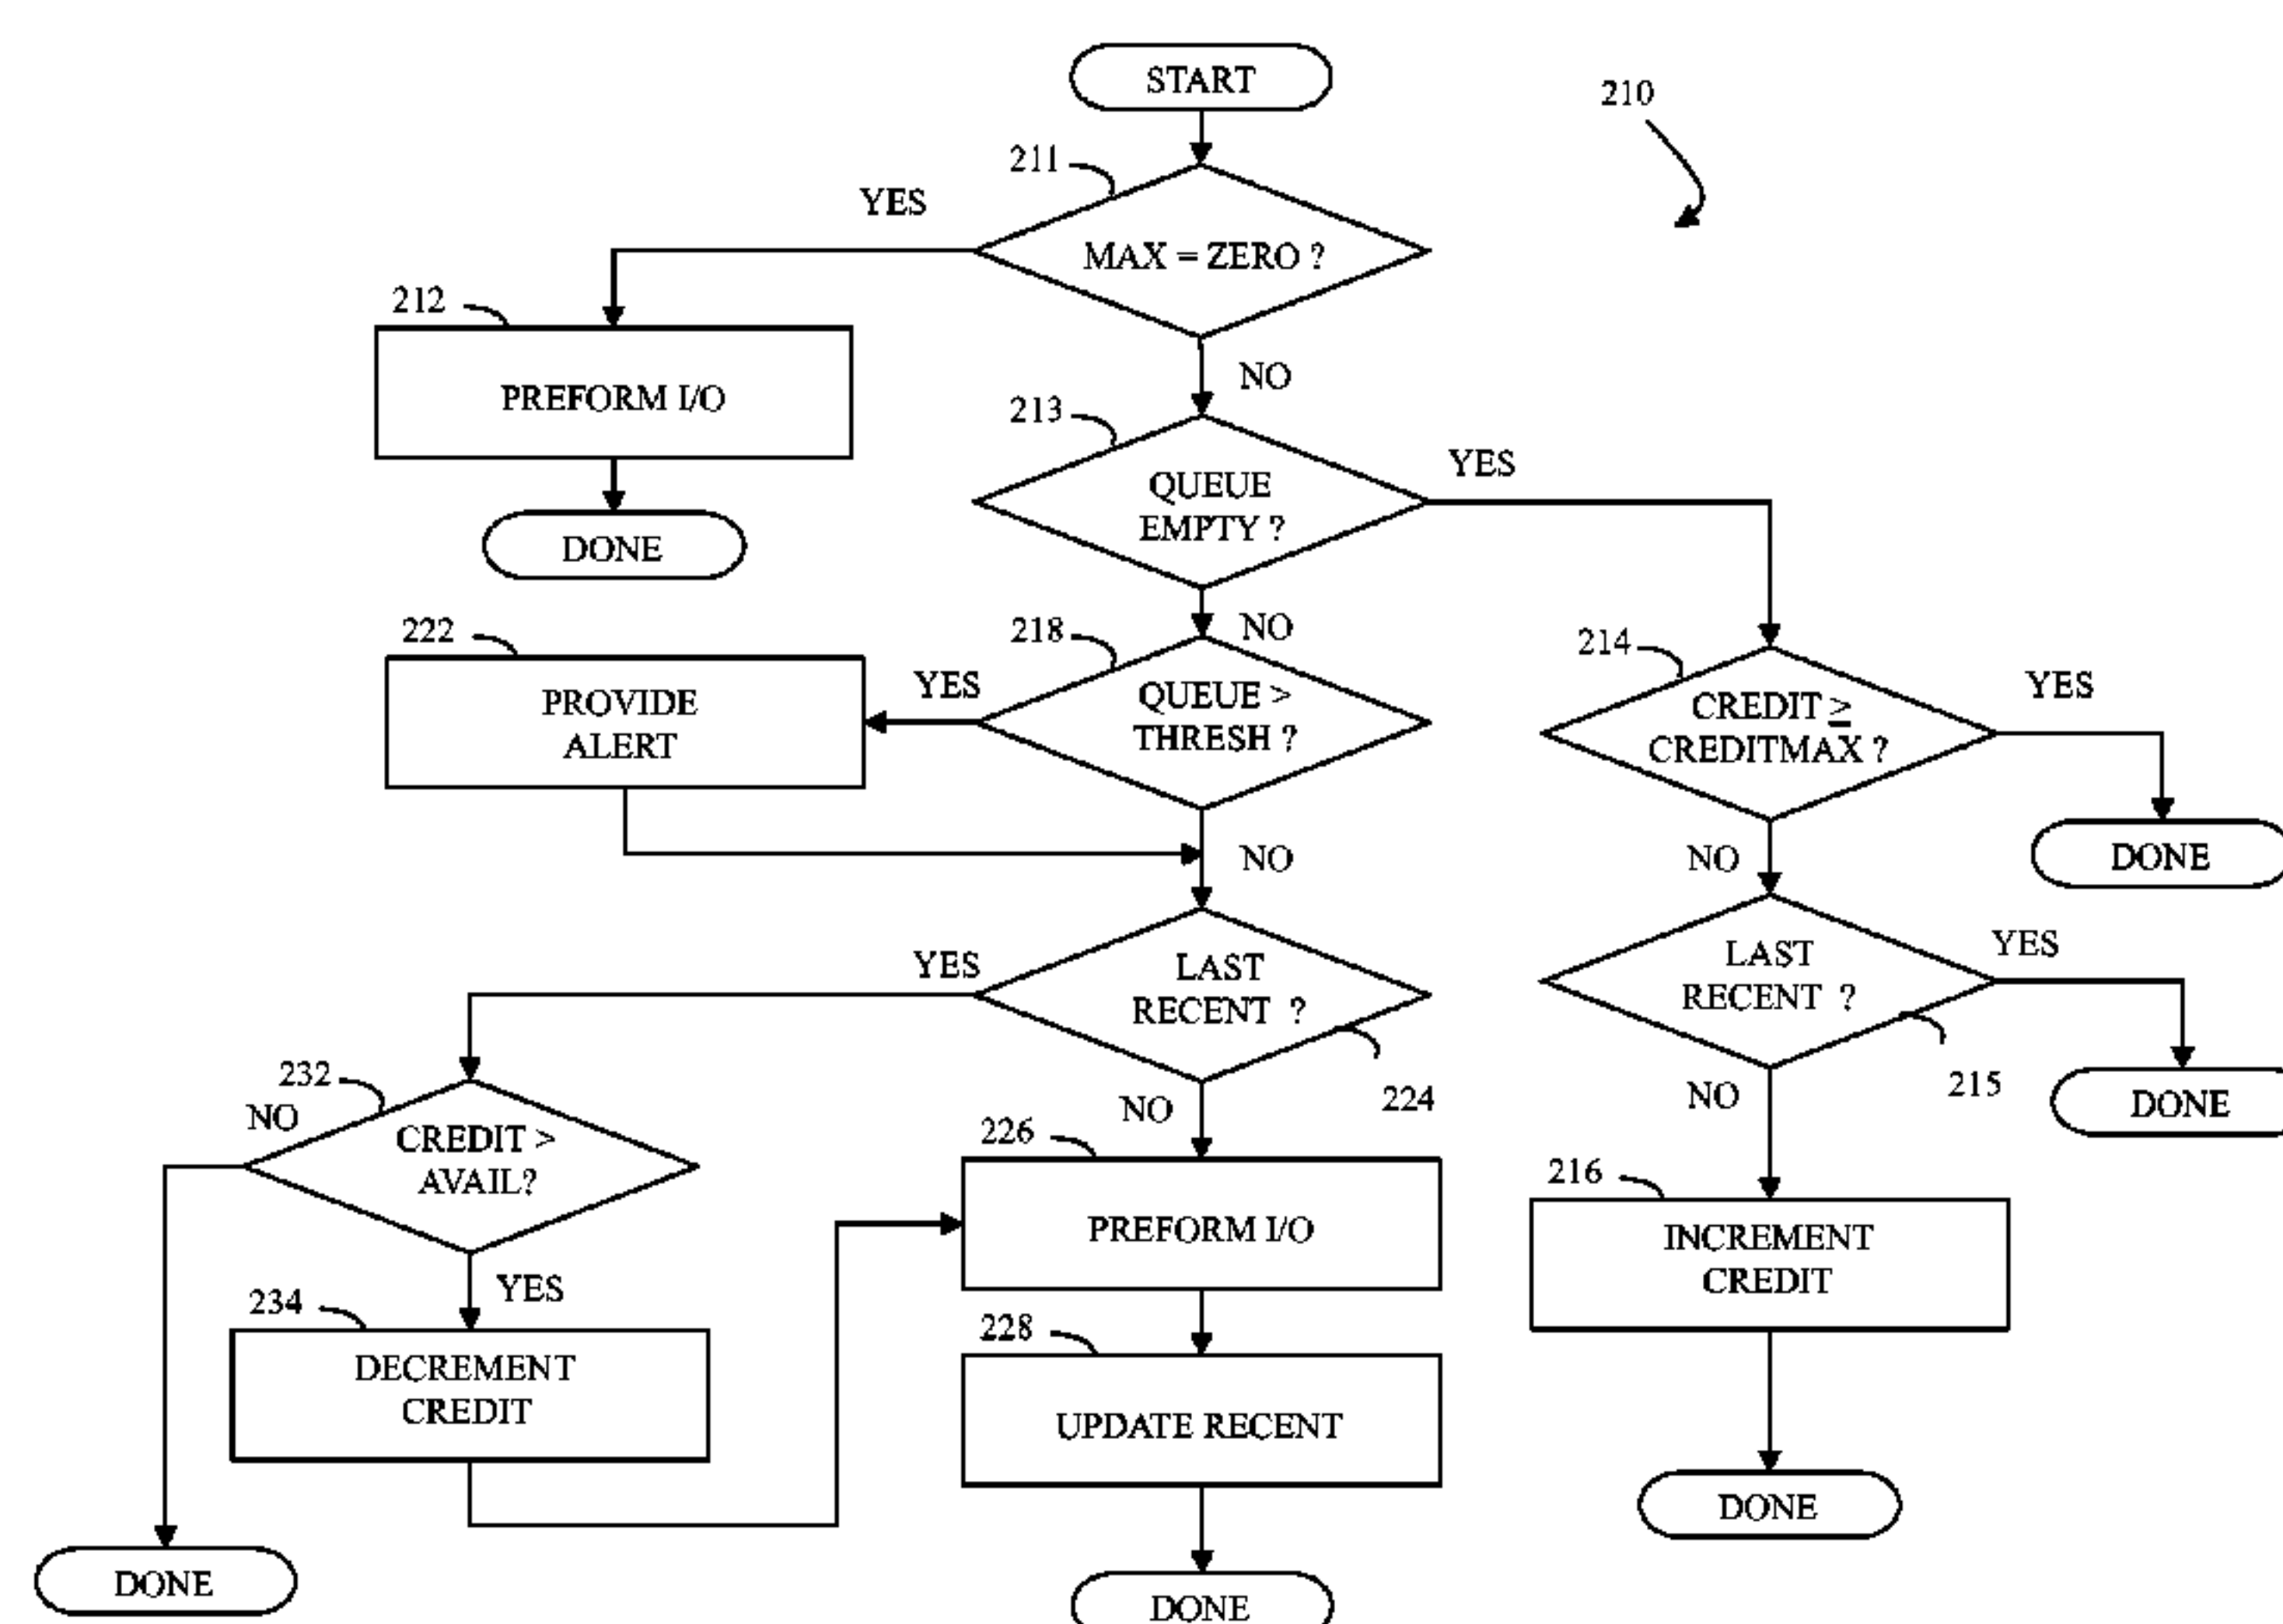 START
210
211
YES
MAX = ZERO ?
212
PREFORM I/O
NO
213
YES
QUEUE
EMPTY ?
DONE
222
218
NO
214
PROVIDE
ALERT
YES
QUEUE >
THRESH ?
CREDIT ≥
CREDITMAX ?
YES
NO
NO
DONE
YES
LAST
RECENT ?
LAST
RECENT ?
YES
232
NO
CREDIT >
AVAIL?
NO
224
NO
215
DONE
226
PREFORM I/O
216
INCREMENT
CREDIT
YES
234
DECREMENT
CREDIT
228
UPDATE RECENT
DONE
DONE
DONE